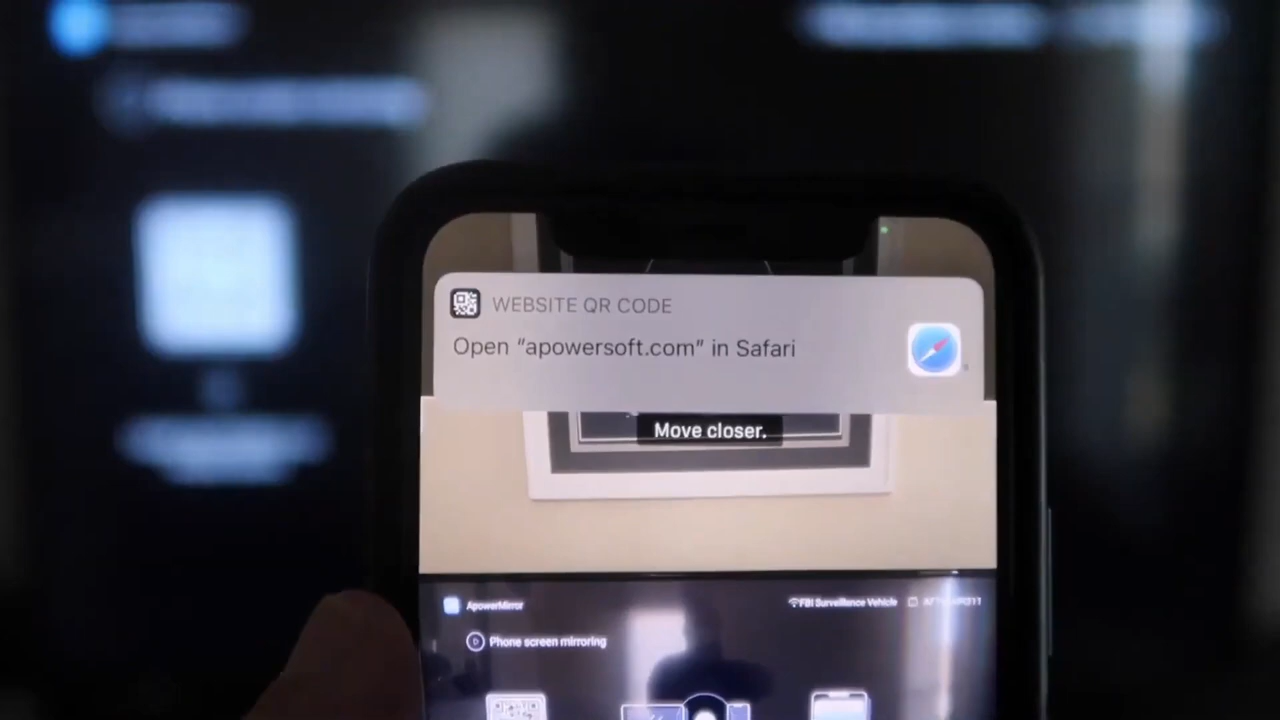 WEBSITE QR CODE
Open “apowersoft.com” in Safari
Move closer.
ApowerMirror
FBI Surveillance Vehicle
Phone screen mirroring